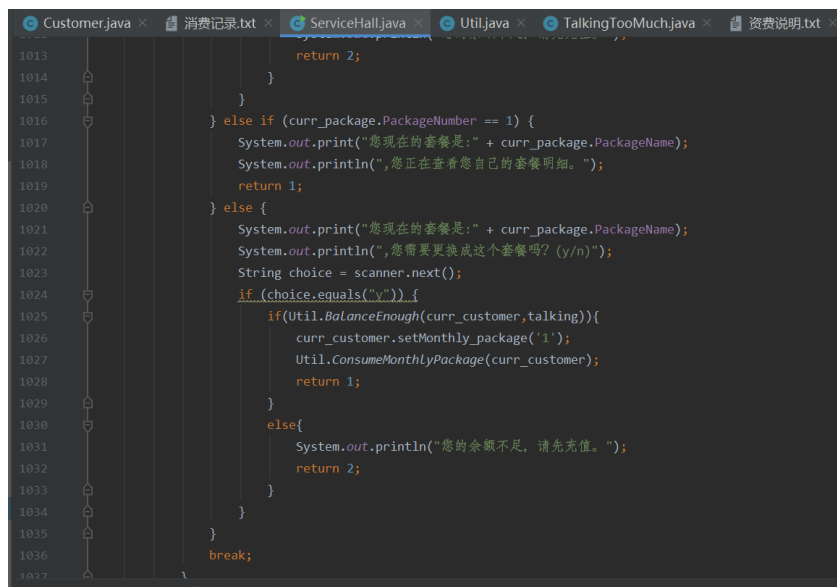 Customer.java × 消费记录.txt × ServiceHall.java × Util.java × TalkingTooMuch.java × 资费说明.txt ×
1013 return 2;
1014 }
1015 }
1016 } else if (curr_package.PackageNumber == 1) {
1017 System.out.print("您现在的套餐是:" + curr_package.PackageName);
1018 System.out.println(",您正在查看您自己的套餐明细。");
1019 return 1;
1020 } else {
1021 System.out.print("您现在的套餐是:" + curr_package.PackageName);
1022 System.out.println(",您需要更换成这个套餐吗? (y/n)");
1023 String choice = scanner.next();
1024 if (choice.equals("y")) {
1025 if(Util.BalanceEnough(curr_customer,talking)){
1026 curr_customer.setMonthly_package('1');
1027 Util.ConsumeMonthlyPackage(curr_customer);
1028 return 1;
1029 }
1030 else{
1031 System.out.println("您的余额不足, 请先充值。");
1032 return 2;
1033 }
1034 }
1035 }
1036 break;
1037 }